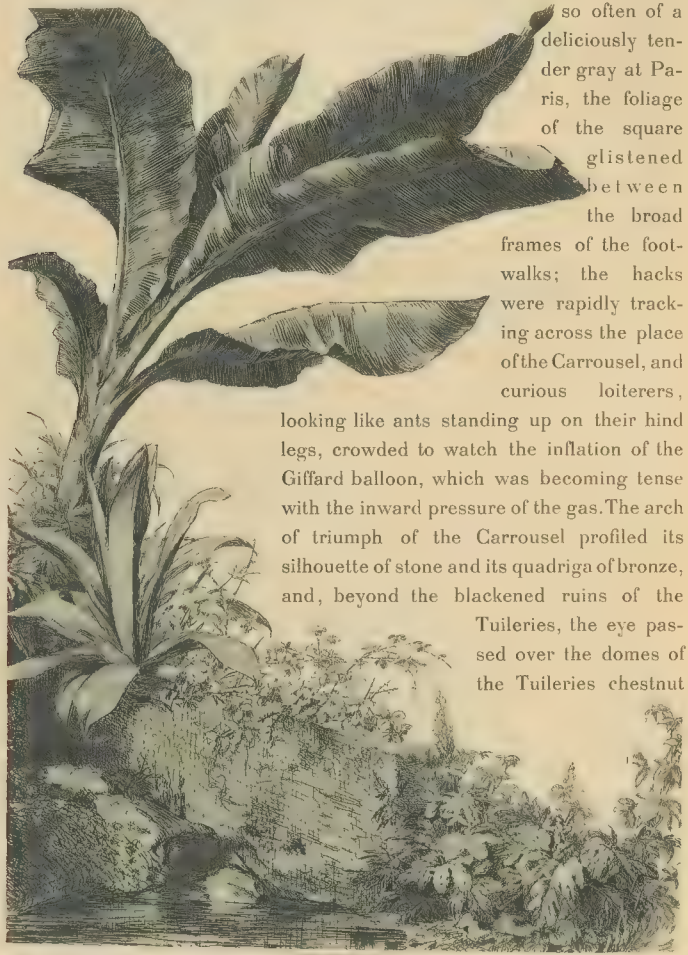 so often of a
deliciously ten-
der gray at Pa-
ris, the foliage
of the square
glistened
between
the broad
frames of the foot-
walks; the hacks
were rapidly track-
ing across the place
of the Carrousel, and
curious loiterers,
looking like ants standing up on their hind
legs, crowded to watch the inflation of the
Giffard balloon, which was becoming tense
with the inward pressure of the gas. The arch
of triumph of the Carrousel profiled its
silhouette of stone and its quadriga of bronze,
and, beyond the blackened ruins of the
Tuileries, the eye pas-
sed over the domes of
the Tuileries chestnut